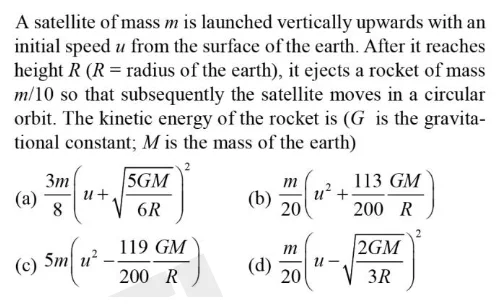 A satellite of mass m is launched vertically upwards with an
initial speed u from the surface of the earth. After it reaches
height R (R = radius of the earth), it ejects a rocket of mass
m/10 so that subsequently the satellite moves in a circular
orbit. The kinetic energy of the rocket is (G is the gravita-
tional constant; M is the mass of the earth)
(a) 3m/8 (u + √(5GM/6R))² (b) m/20 (u² + 113/200 GM/R)
(c) 5m(u² − 119/200 GM/R) (d) m/20 (u − √(2GM/3R))²